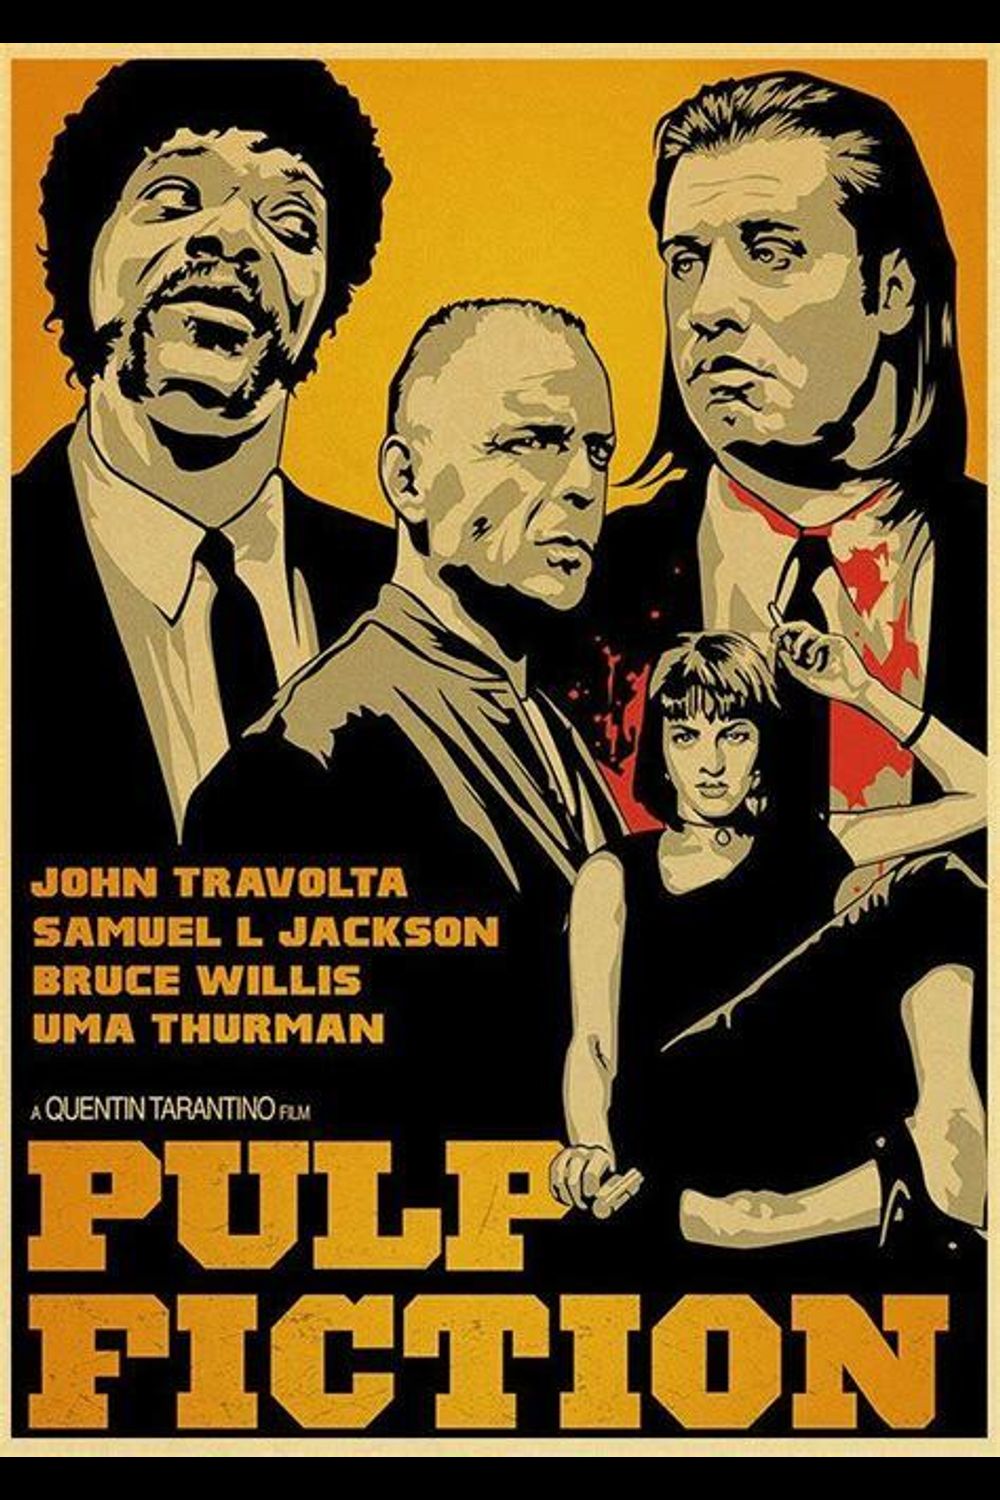 JOHN TRAVOLTA
SAMUEL L JACKSON
BRUCE WILLIS
UMA THURMAN
A QUENTIN TARANTINO FILM
PULP
FICTION